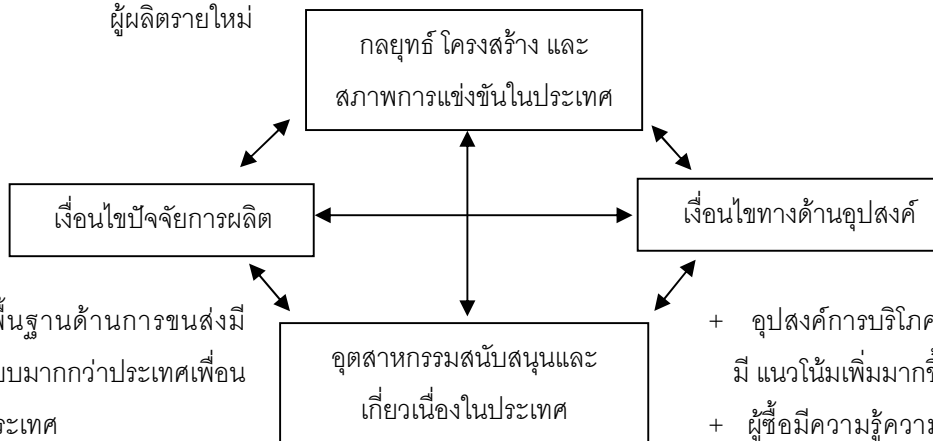 ผู้ผลิตรายใหม่
กลยุทธ์ โครงสร้าง และ
สภาพการแข่งขันในประเทศ
เงื่อนไขปัจจัยการผลิต
เงื่อนไขทางด้านอุปสงค์
พื้นฐานด้านการขนส่งมี
มากกว่าประเทศเพื่อน
อุตสาหกรรมสนับสนุนและ
เกี่ยวเนื่องในประเทศ
+ อุปสงค์การบริโภค
มี แนวโน้มเพิ่มมากขึ้
+ ผู้ซื้อมีความรู้ความ